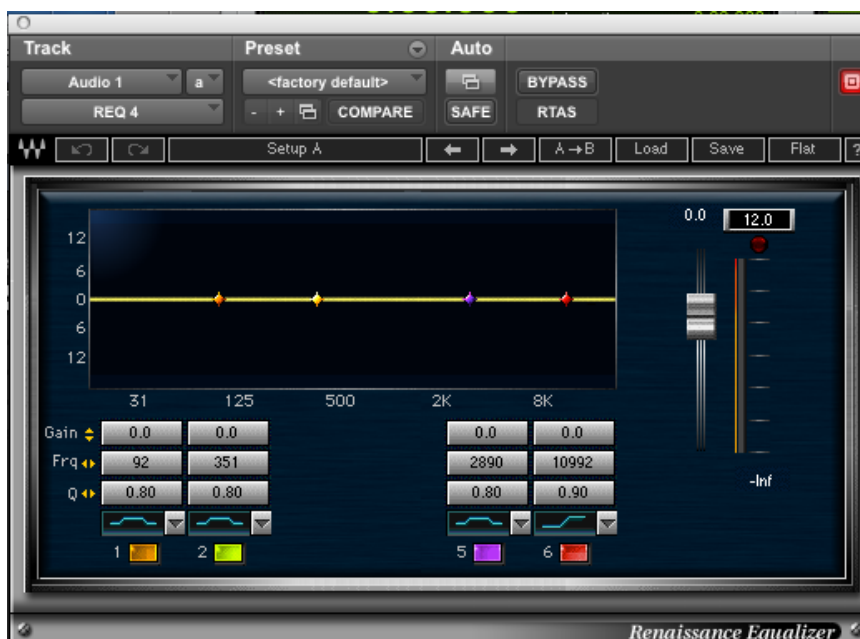 Track Preset Auto
Audio 1 a <factory default> BYPASS
REQ 4 - + COMPARE SAFE RTAS
Setup A A→B Load Save Flat ?
0.0 12.0
12
6
0
6
12
31 125 500 2K 8K
Gain 0.0 0.0 0.0 0.0
Frq 92 351 2890 10992
Q 0.80 0.80 0.80 0.90
-Inf
1 2 5 6
Renaissance Equalizer